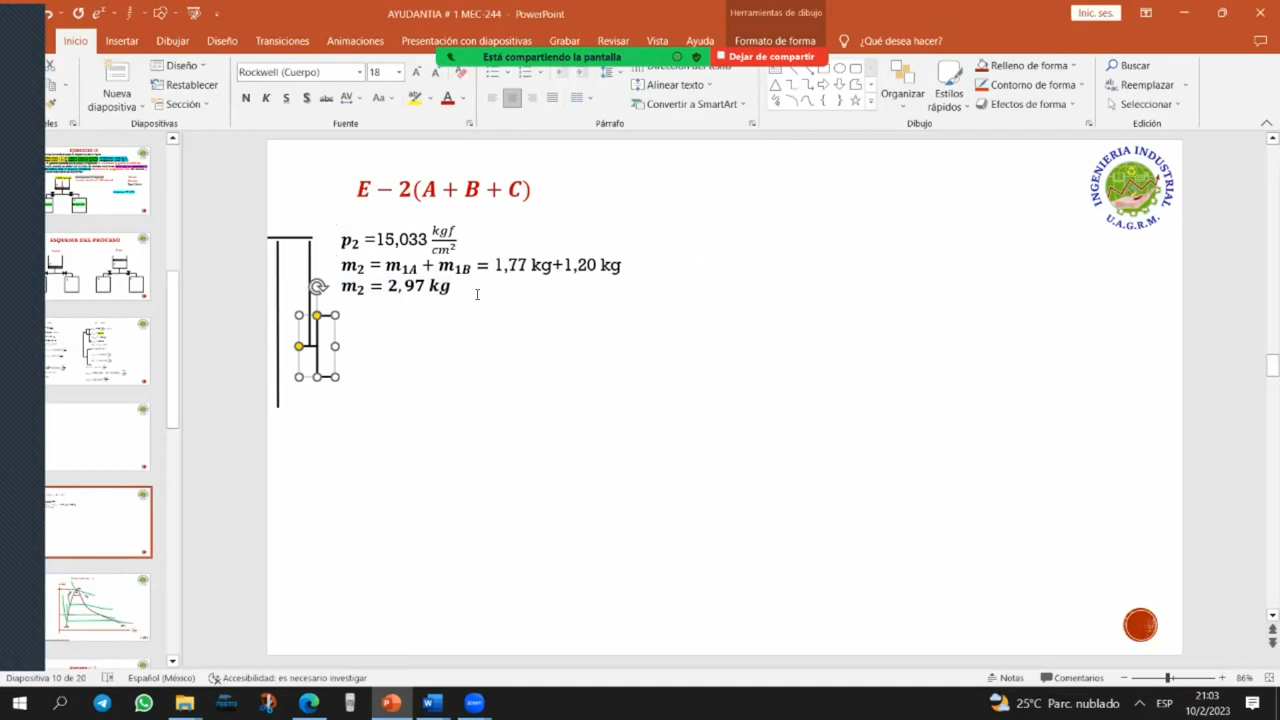 AYUDANTIA # 1 MEC-244 - PowerPoint
Herramientas de dibujo
Inic. ses.
Inicio Insertar Dibujar Diseño Transiciones Animaciones Presentación con diapositivas Grabar Revisar Vista Ayuda Formato de forma ¿Qué desea hacer?
Está compartiendo la pantalla
Dejar de compartir
Nueva diapositiva
Diseño
Restablecer
Sección
Rockwell (Cuerpo) 18
N K S S abc AV Aa A
Alinear texto
Convertir a SmartArt
Organizar
Estilos rápidos
Relleno de forma
Contorno de forma
Efectos de forma
Buscar
Reemplazar
Seleccionar
Diapositivas Fuente Párrafo Dibujo Edición
ESQUEMA DEL PROCESO
E − 2(A + B + C)
p₂ =15,033 kgf/cm²
m₂ = m₁A + m₁B = 1,77 kg+1,20 kg
m₂ = 2,97 kg
INGENIERIA INDUSTRIAL
U.A.G.R.M.
Diapositiva 10 de 20 Español (México) Accesibilidad: es necesario investigar Notas Comentarios 86%
25°C Parc. nublado ESP 21:03
10/2/2023